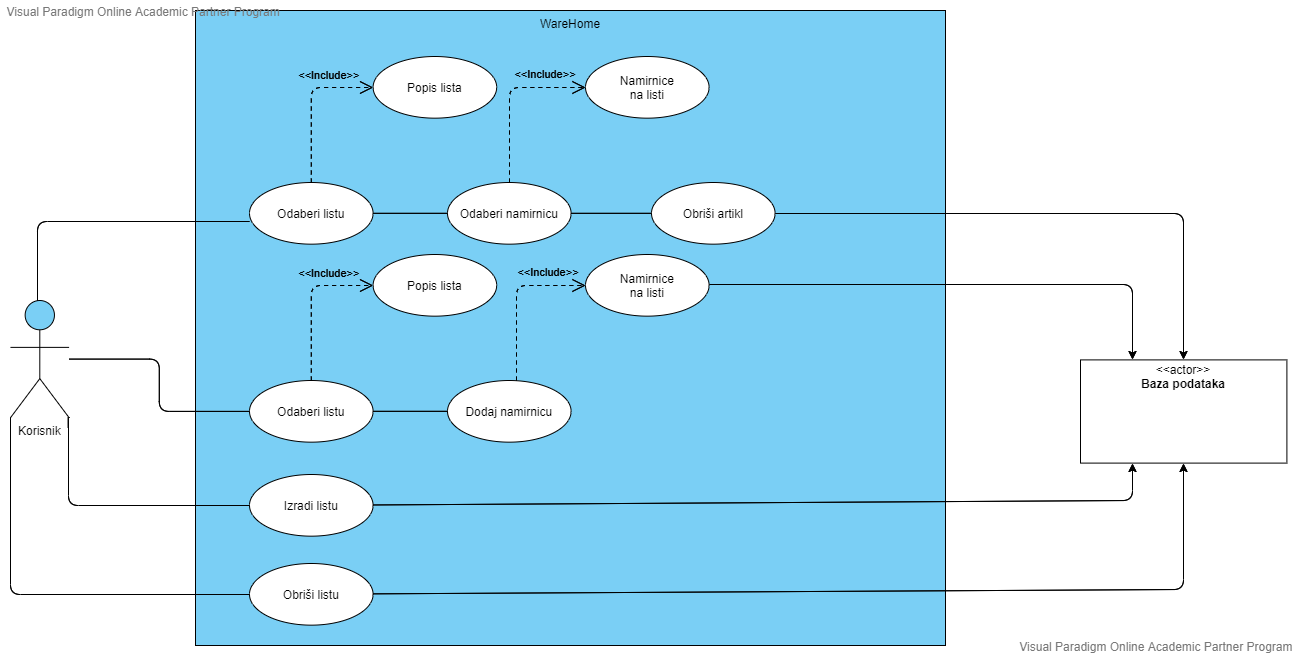 Visual Paradigm Online Academic Partner Program
WareHome
<<Include>>
Popis lista
<<Include>>
Namirnice
na listi
Odaberi listu
Odaberi namirnicu
Obriši artikl
<<Include>>
Popis lista
<<Include>>
Namirnice
na listi
<<actor>>
Baza podataka
Odaberi listu
Dodaj namirnicu
Korisnik
Izradi listu
Obriši listu
Visual Paradigm Online Academic Partner Program